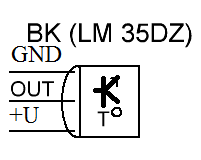 BK (LM 35DZ)
GND
OUT
+U
T°